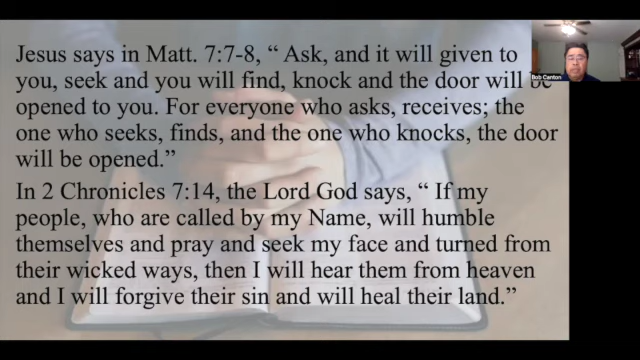 Jesus says in Matt. 7:7-8, “ Ask, and it will given to
you, seek and you will find, knock and the door will be
opened to you. For everyone who asks, receives; the
one who seeks, finds, and the one who knocks, the door
will be opened.”
In 2 Chronicles 7:14, the Lord God says, “ If my
people, who are called by my Name, will humble
themselves and pray and seek my face and turned from
their wicked ways, then I will hear them from heaven
and I will forgive their sin and will heal their land.”
Bob Canton